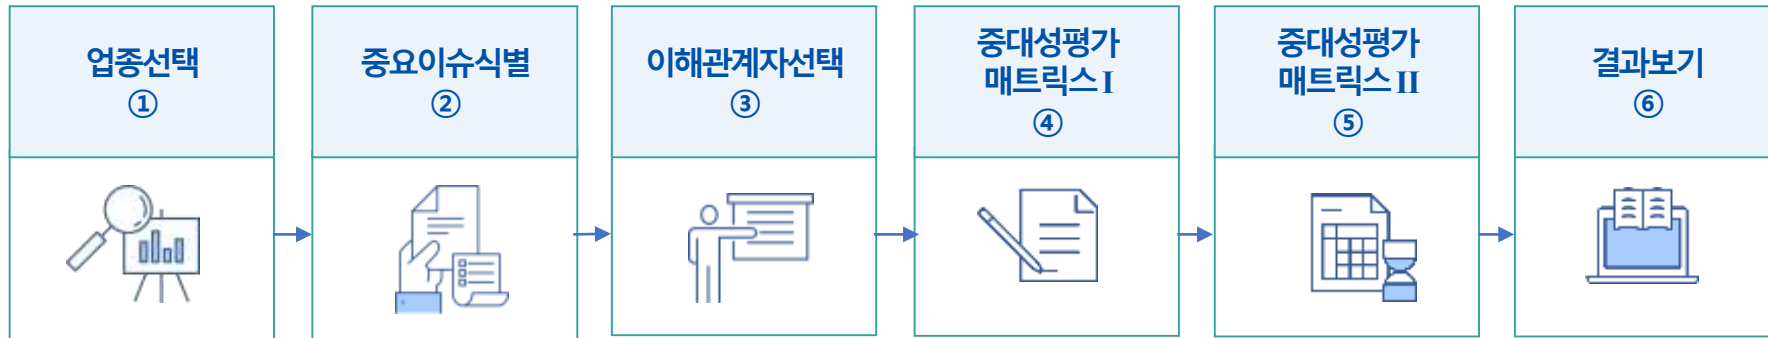 업종선택
①
중요이슈식별
②
이해관계자선택
③
중대성평가
매트릭스 I
④
중대성평가
매트릭스 II
⑤
결과보기
⑥